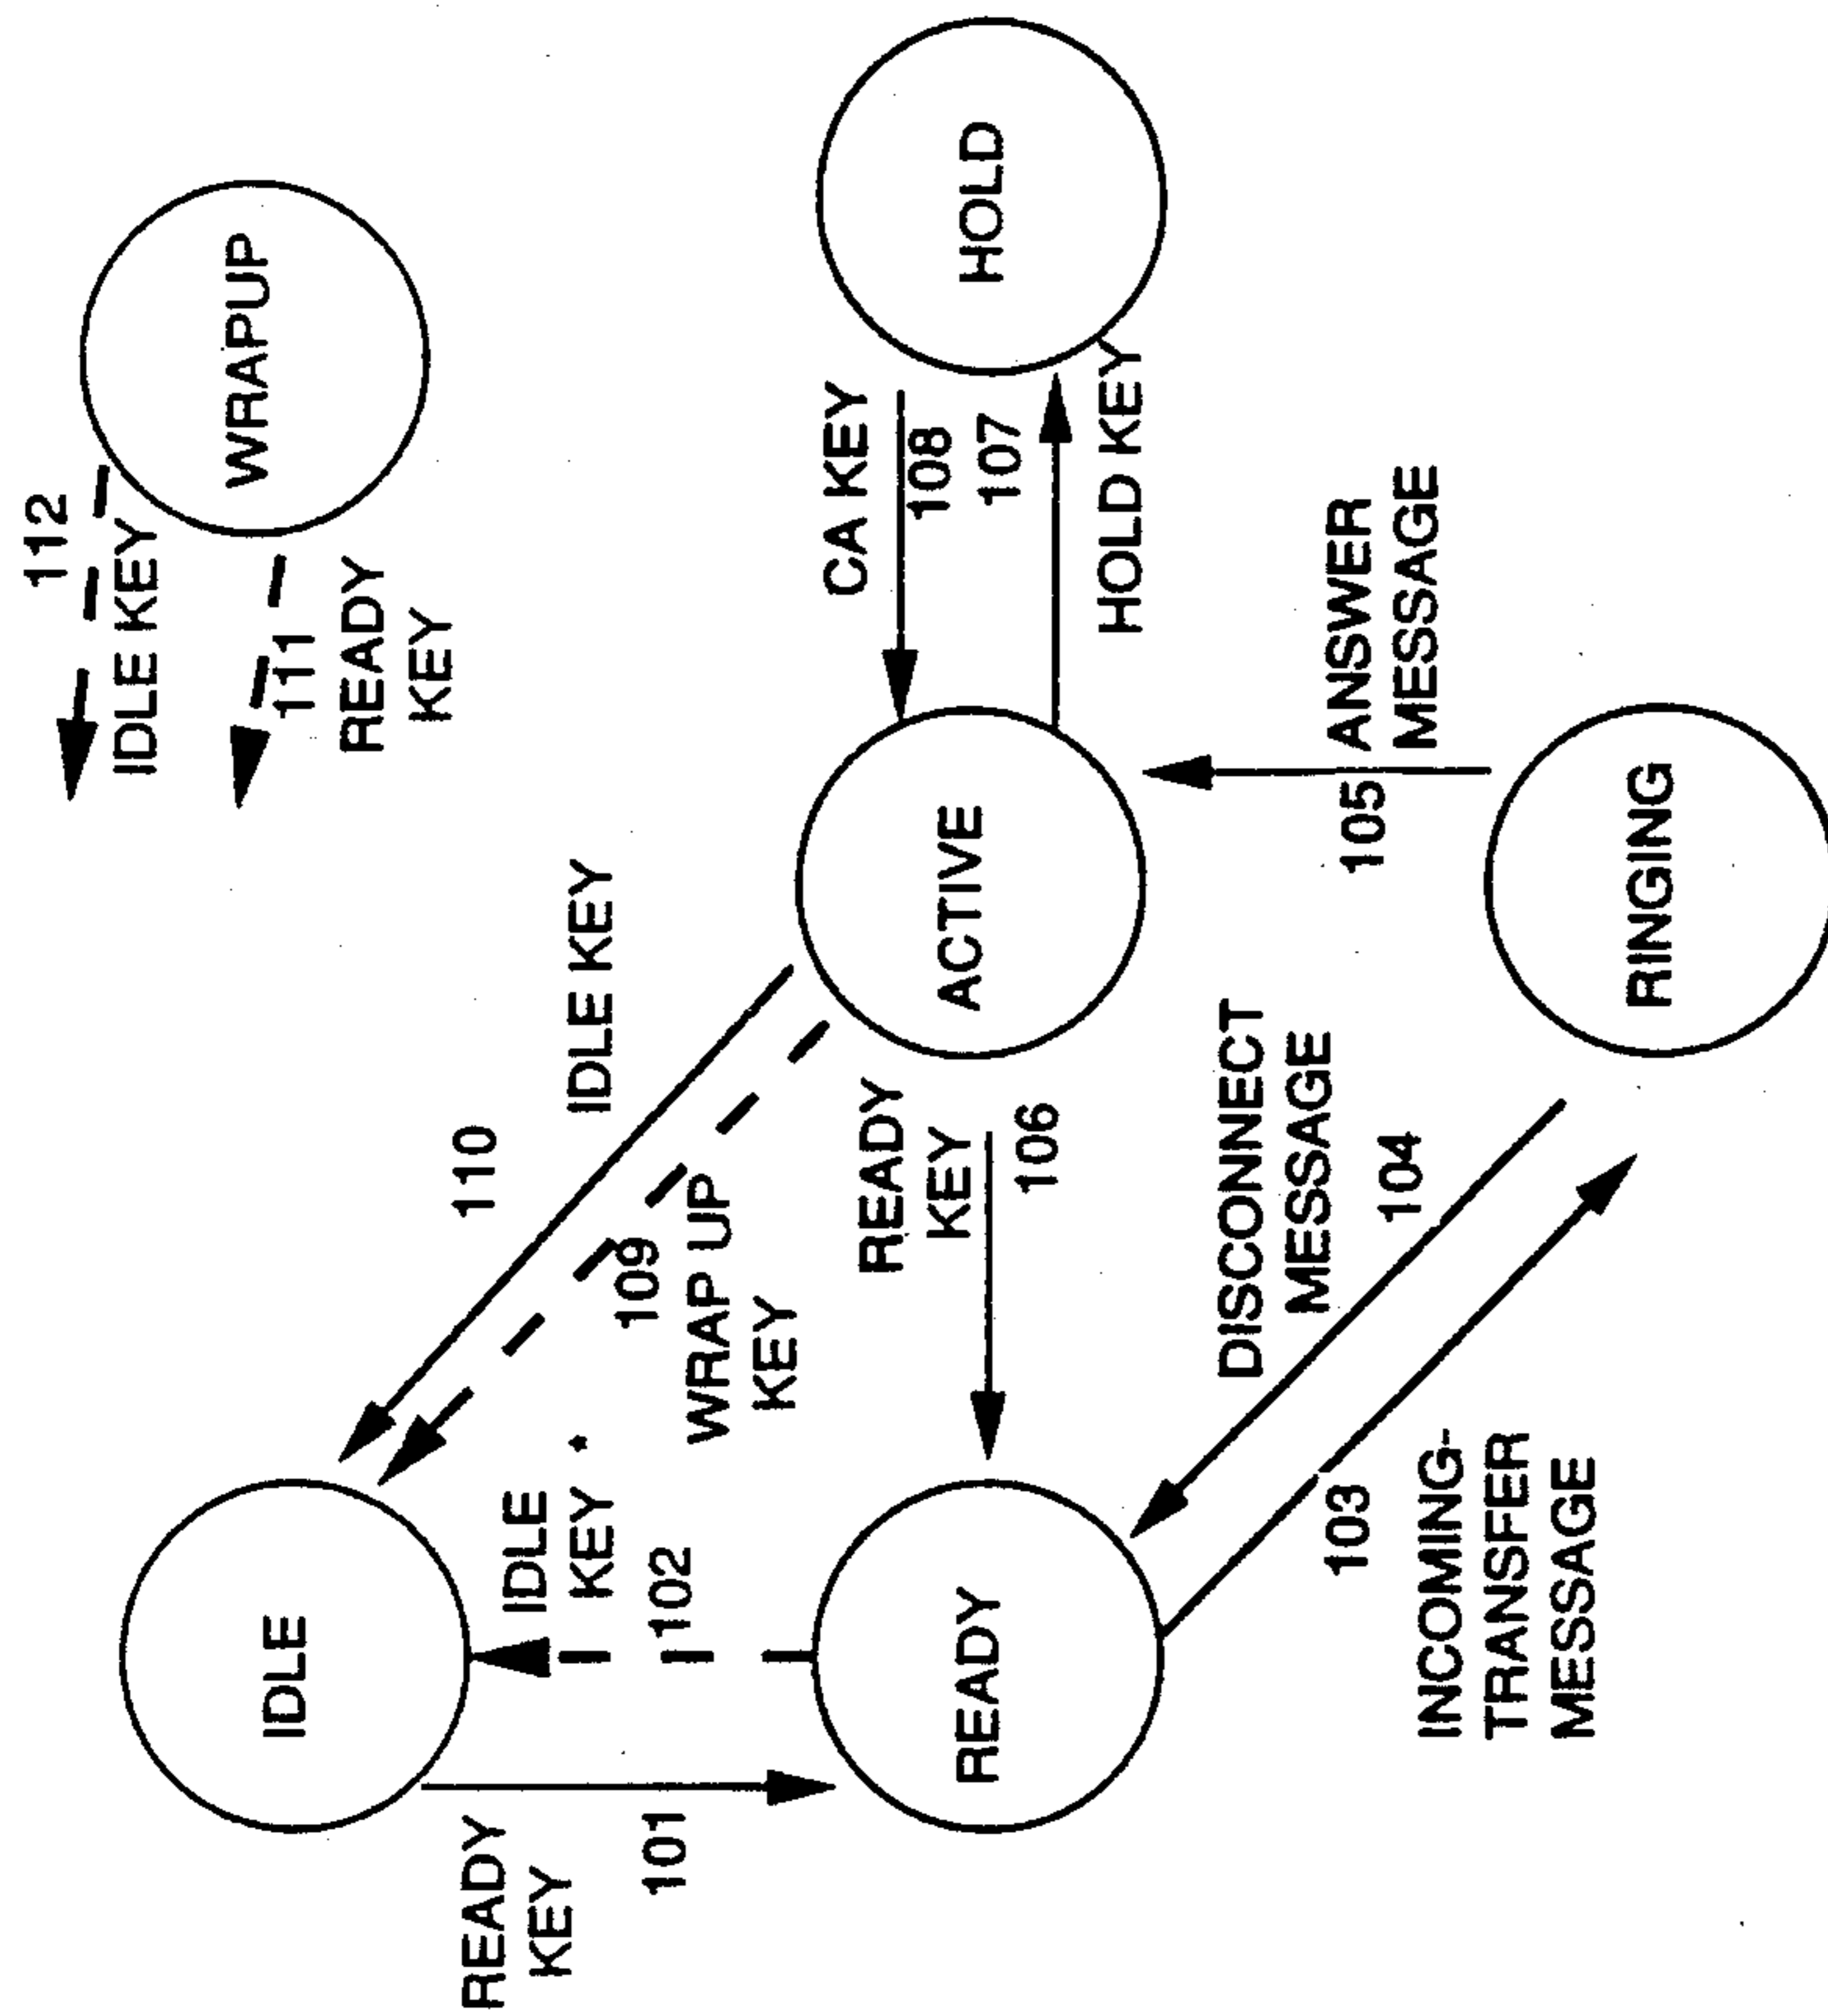 112
IDLE KEY
WRAPUP
111
READY
KEY
IDLE
110
IDLE KEY
READY
KEY
101
IDLE
KEY *
102
109
WRAP UP
KEY
CA KEY
108
107
HOLD KEY
HOLD
READY
KEY
106
ACTIVE
READY
DISCONNECT
MESSAGE
104
103
INCOMING-
TRANSFER
MESSAGE
105
ANSWER
MESSAGE
RINGING